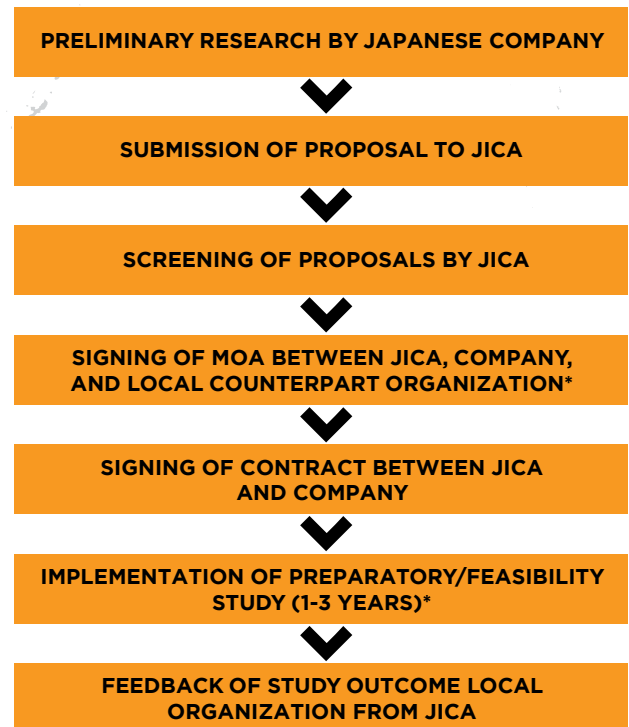 PRELIMINARY RESEARCH BY JAPANESE COMPANY
SUBMISSION OF PROPOSAL TO JICA
SCREENING OF PROPOSALS BY JICA
SIGNING OF MOA BETWEEN JICA, COMPANY,
AND LOCAL COUNTERPART ORGANIZATION*
SIGNING OF CONTRACT BETWEEN JICA
AND COMPANY
IMPLEMENTATION OF PREPARATORY/FEASIBILITY
STUDY (1-3 YEARS)*
FEEDBACK OF STUDY OUTCOME LOCAL
ORGANIZATION FROM JICA